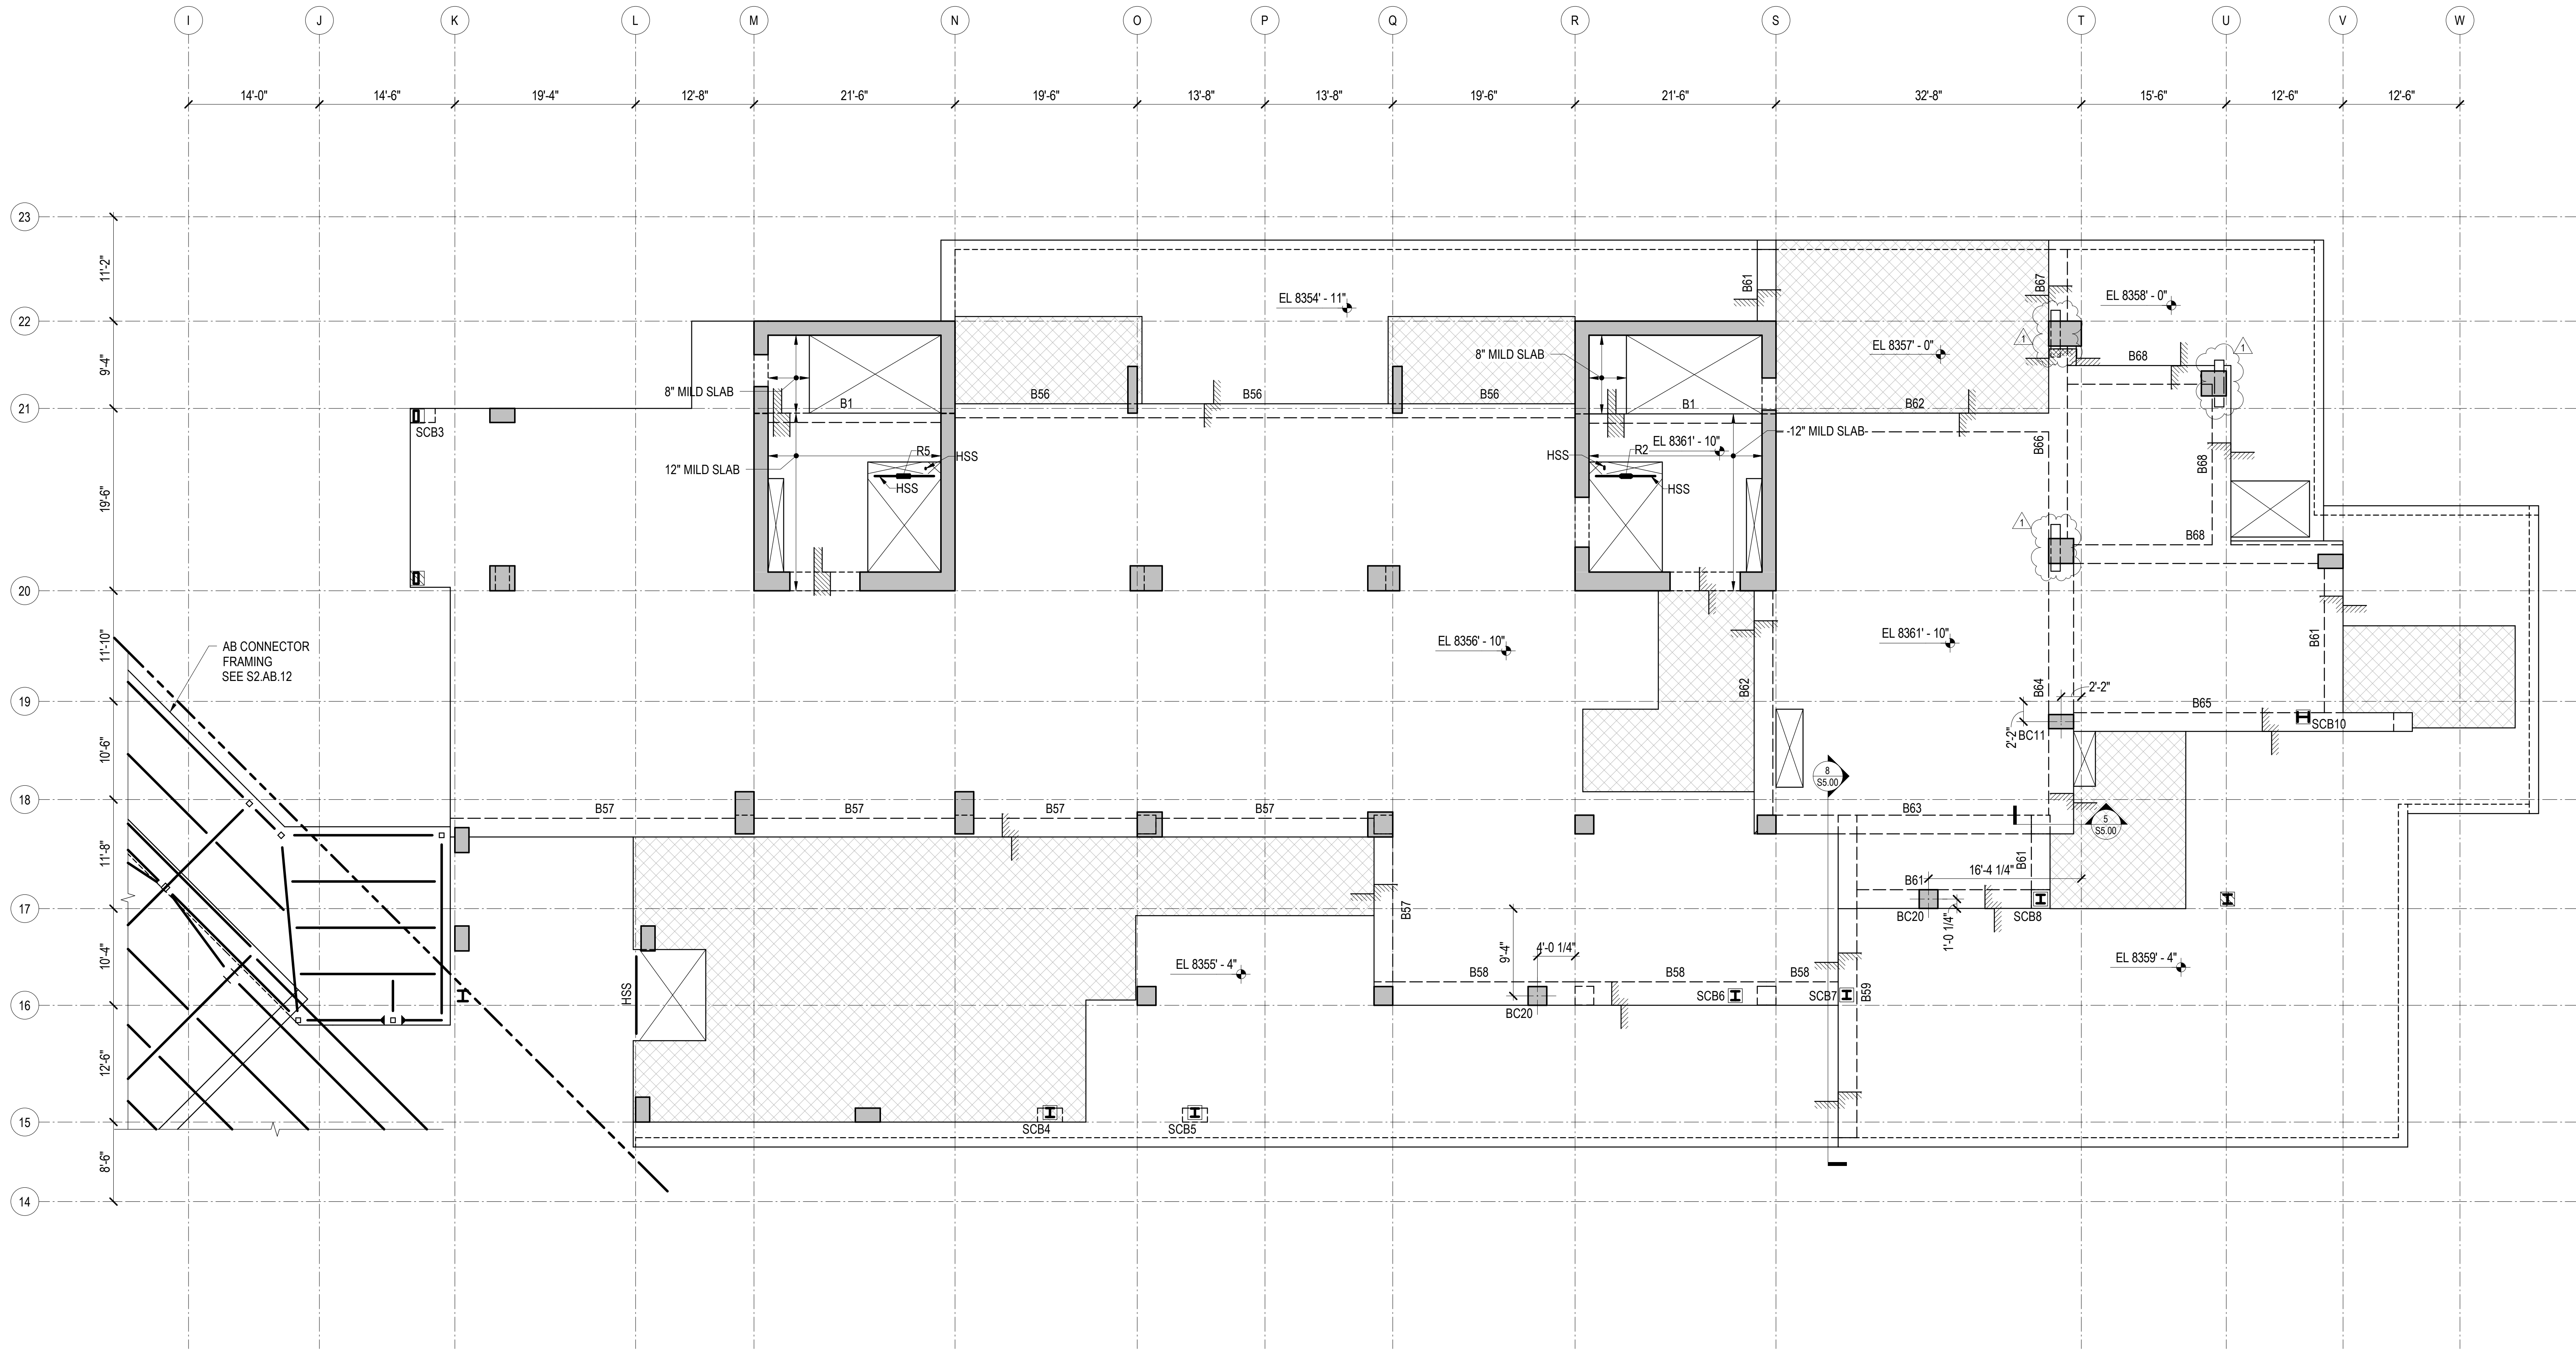 I J K L M N O P Q R S T U V W
14'-0" 14'-6" 19'-4" 12'-8" 21'-6" 19'-6" 13'-8" 13'-8" 19'-6" 21'-6" 32'-8" 15'-6" 12'-6" 12'-6"
23
11'-2"
B61
B67
EL 8354' - 11"
EL 8358' - 0"
22
9'-4"
1
EL 8357' - 0"
1
8" MILD SLAB
B68
8" MILD SLAB
B56
B56
B56
B1
B1
B62
21
SCB3
12" MILD SLAB
EL 8361' - 10"
B66
R5
HSS
HSS
R2
HSS
B68
12" MILD SLAB
HSS
HSS
19'-6"
1
B68
20
11'-10"
AB CONNECTOR
FRAMING
SEE S2.AB.12
EL 8356' - 10"
EL 8361' - 10"
B61
B62
B64
2'-2"
19
B65
SCB10
2'-2"
BC11
10'-6"
8
S5.00
18
B57
B57
B57
B57
B63
5
S5.00
11'-8"
B61
16'-4 1/4"
B61
17
B57
BC20
SCB8
1'-0 1/4"
9'-4"
4'-0 1/4"
10'-4"
EL 8355' - 4"
EL 8359' - 4"
B58
B58
B58
HSS
SCB6
SCB7
B59
16
BC20
12'-6"
15
SCB4
SCB5
8'-6"
14